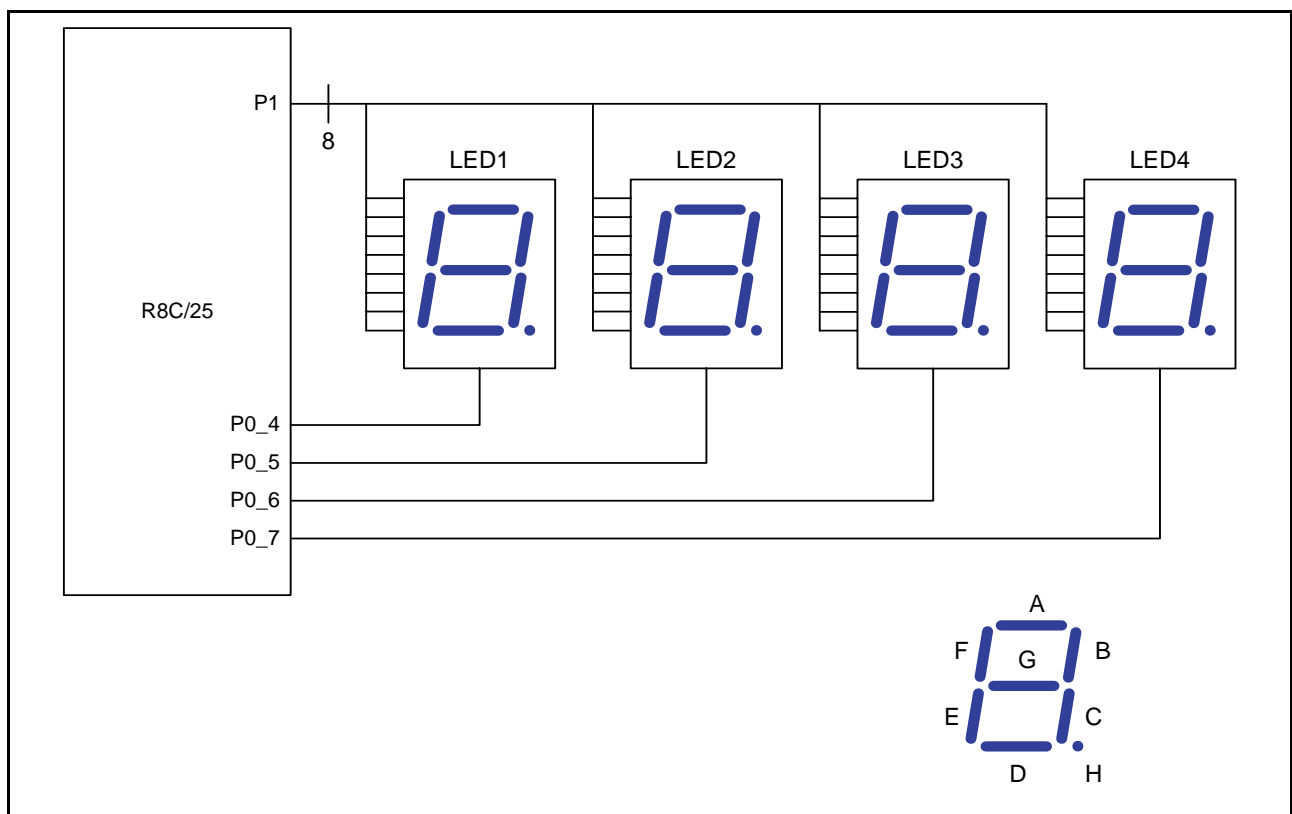 P1
8
LED1 LED2 LED3 LED4
R8C/25
P0_4
P0_5
P0_6
P0_7
A
F G B
E C
D H